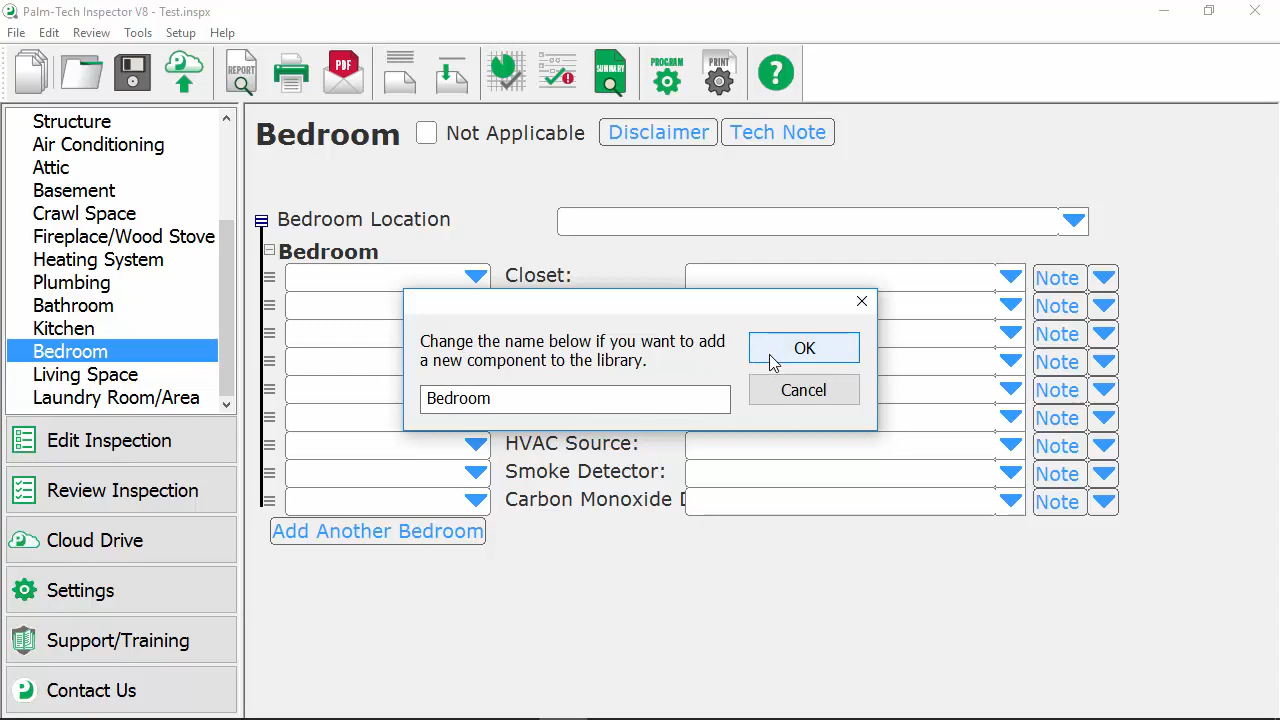 Palm-Tech Inspector V8 - Test.inspx
File Edit Review Tools Setup Help
REPORT
PDF
SUMMARY
PROGRAM
PRINT
?
Structure
Air Conditioning
Attic
Basement
Crawl Space
Fireplace/Wood Stove
Heating System
Plumbing
Bathroom
Kitchen
Bedroom
Living Space
Laundry Room/Area
Edit Inspection
Review Inspection
Cloud Drive
Settings
Support/Training
Contact Us
Bedroom Not Applicable Disclaimer Tech Note
Bedroom Location
Bedroom
Closet: Note
Note
Note
Note
Note
Note
HVAC Source: Note
Smoke Detector: Note
Carbon Monoxide D Note
Add Another Bedroom
Change the name below if you want to add
a new component to the library.
Bedroom
OK
Cancel